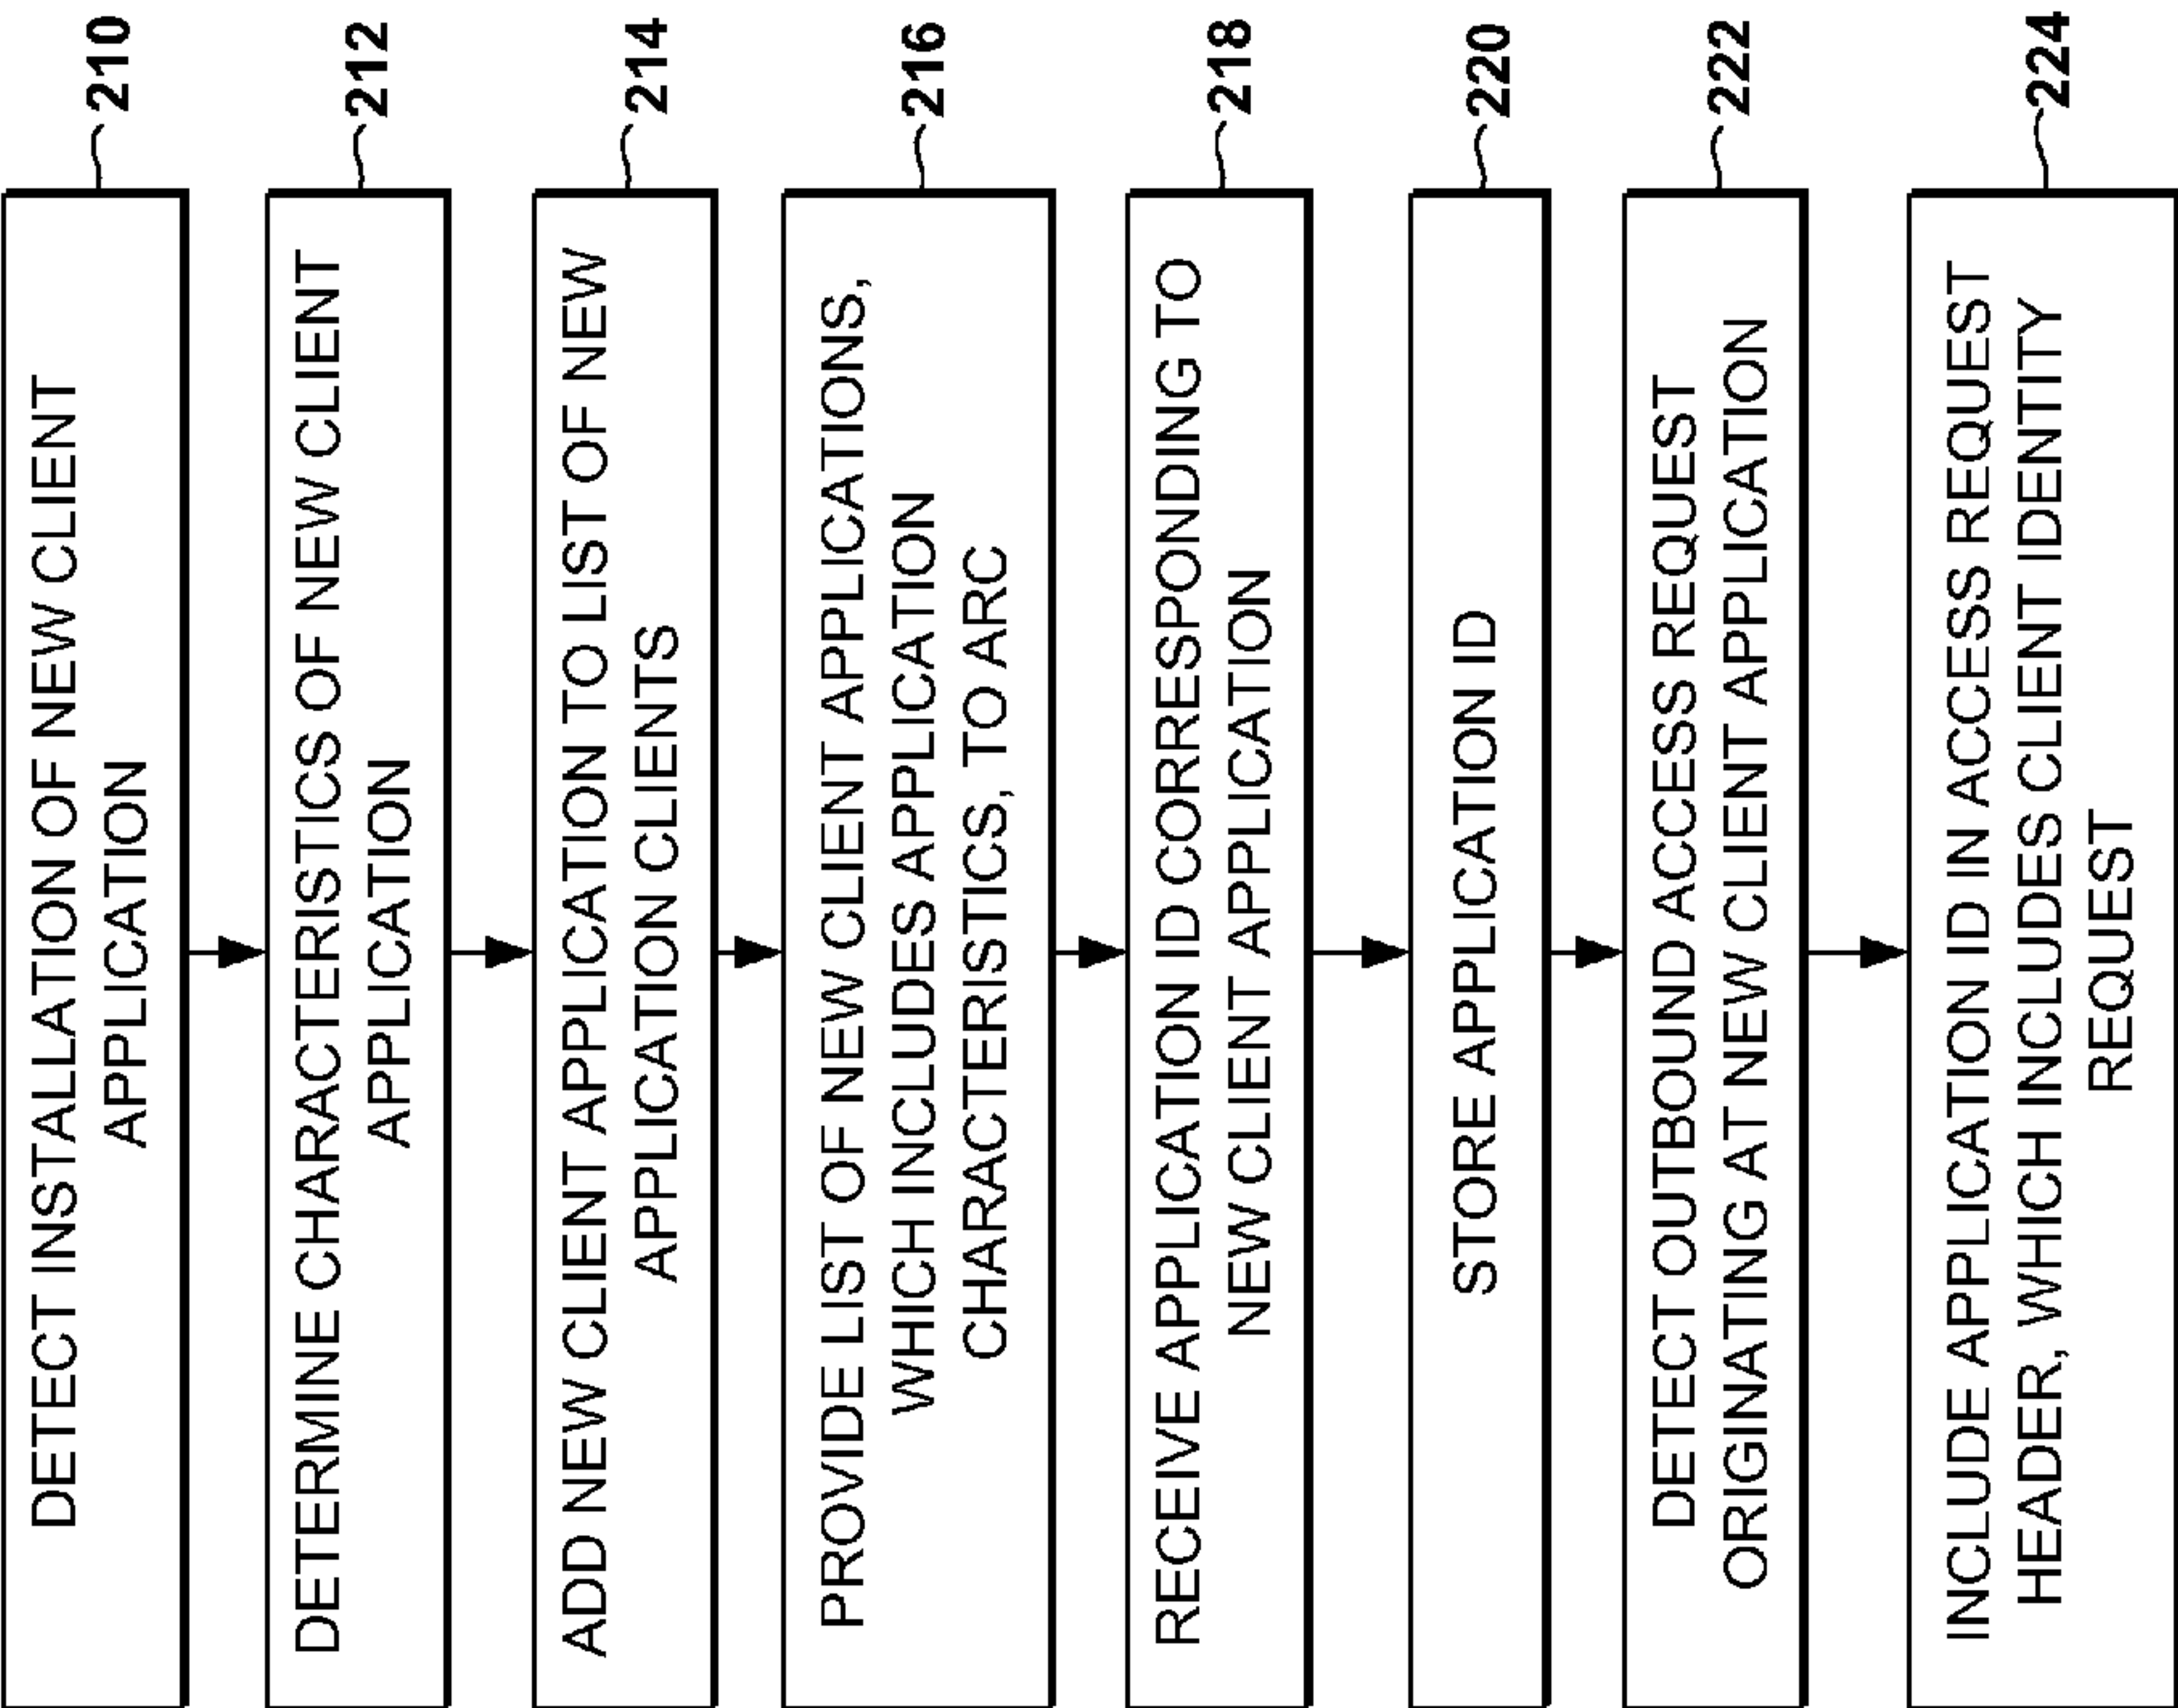 DETECT INSTALLATION OF NEW CLIENT
APPLICATION
210
DETERMINE CHARACTERISTICS OF NEW CLIENT
APPLICATION
212
ADD NEW CLIENT APPLICATION TO LIST OF NEW
APPLICATION CLIENTS
214
PROVIDE LIST OF NEW CLIENT APPLICATIONS,
WHICH INCLUDES APPLICATION
CHARACTERISTICS, TO ARC
216
RECEIVE APPLICATION ID CORRESPONDING TO
NEW CLIENT APPLICATION
218
STORE APPLICATION ID
220
DETECT OUTBOUND ACCESS REQUEST
ORIGINATING AT NEW CLIENT APPLICATION
222
INCLUDE APPLICATION ID IN ACCESS REQUEST
HEADER, WHICH INCLUDES CLIENT IDENTITY
REQUEST
224